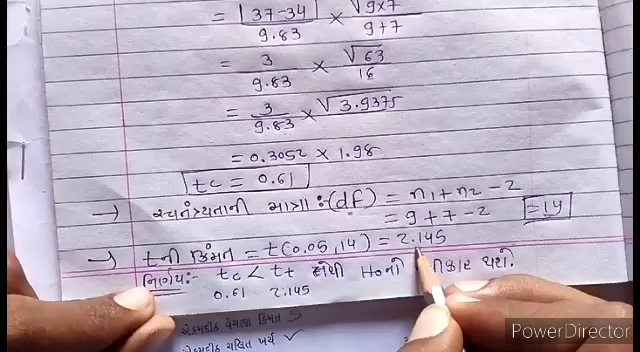 = |37-34| / 9.83 × √9×7 / 9+7
= 3 / 9.83 × √63 / 16
= 3 / 9.83 × √3.9375
= 0.3052 × 1.98
tc = 0.61
→ સ્વતંત્રતાની માત્રા :- (df) = n1+n2-2
= 9+7-2 =14
→ tની કિંમત = t(0.05,14) = 2.145
નિર્ણય:- tc < tt હોથી H0નો થશે.
0.61 2.145
PowerDirector